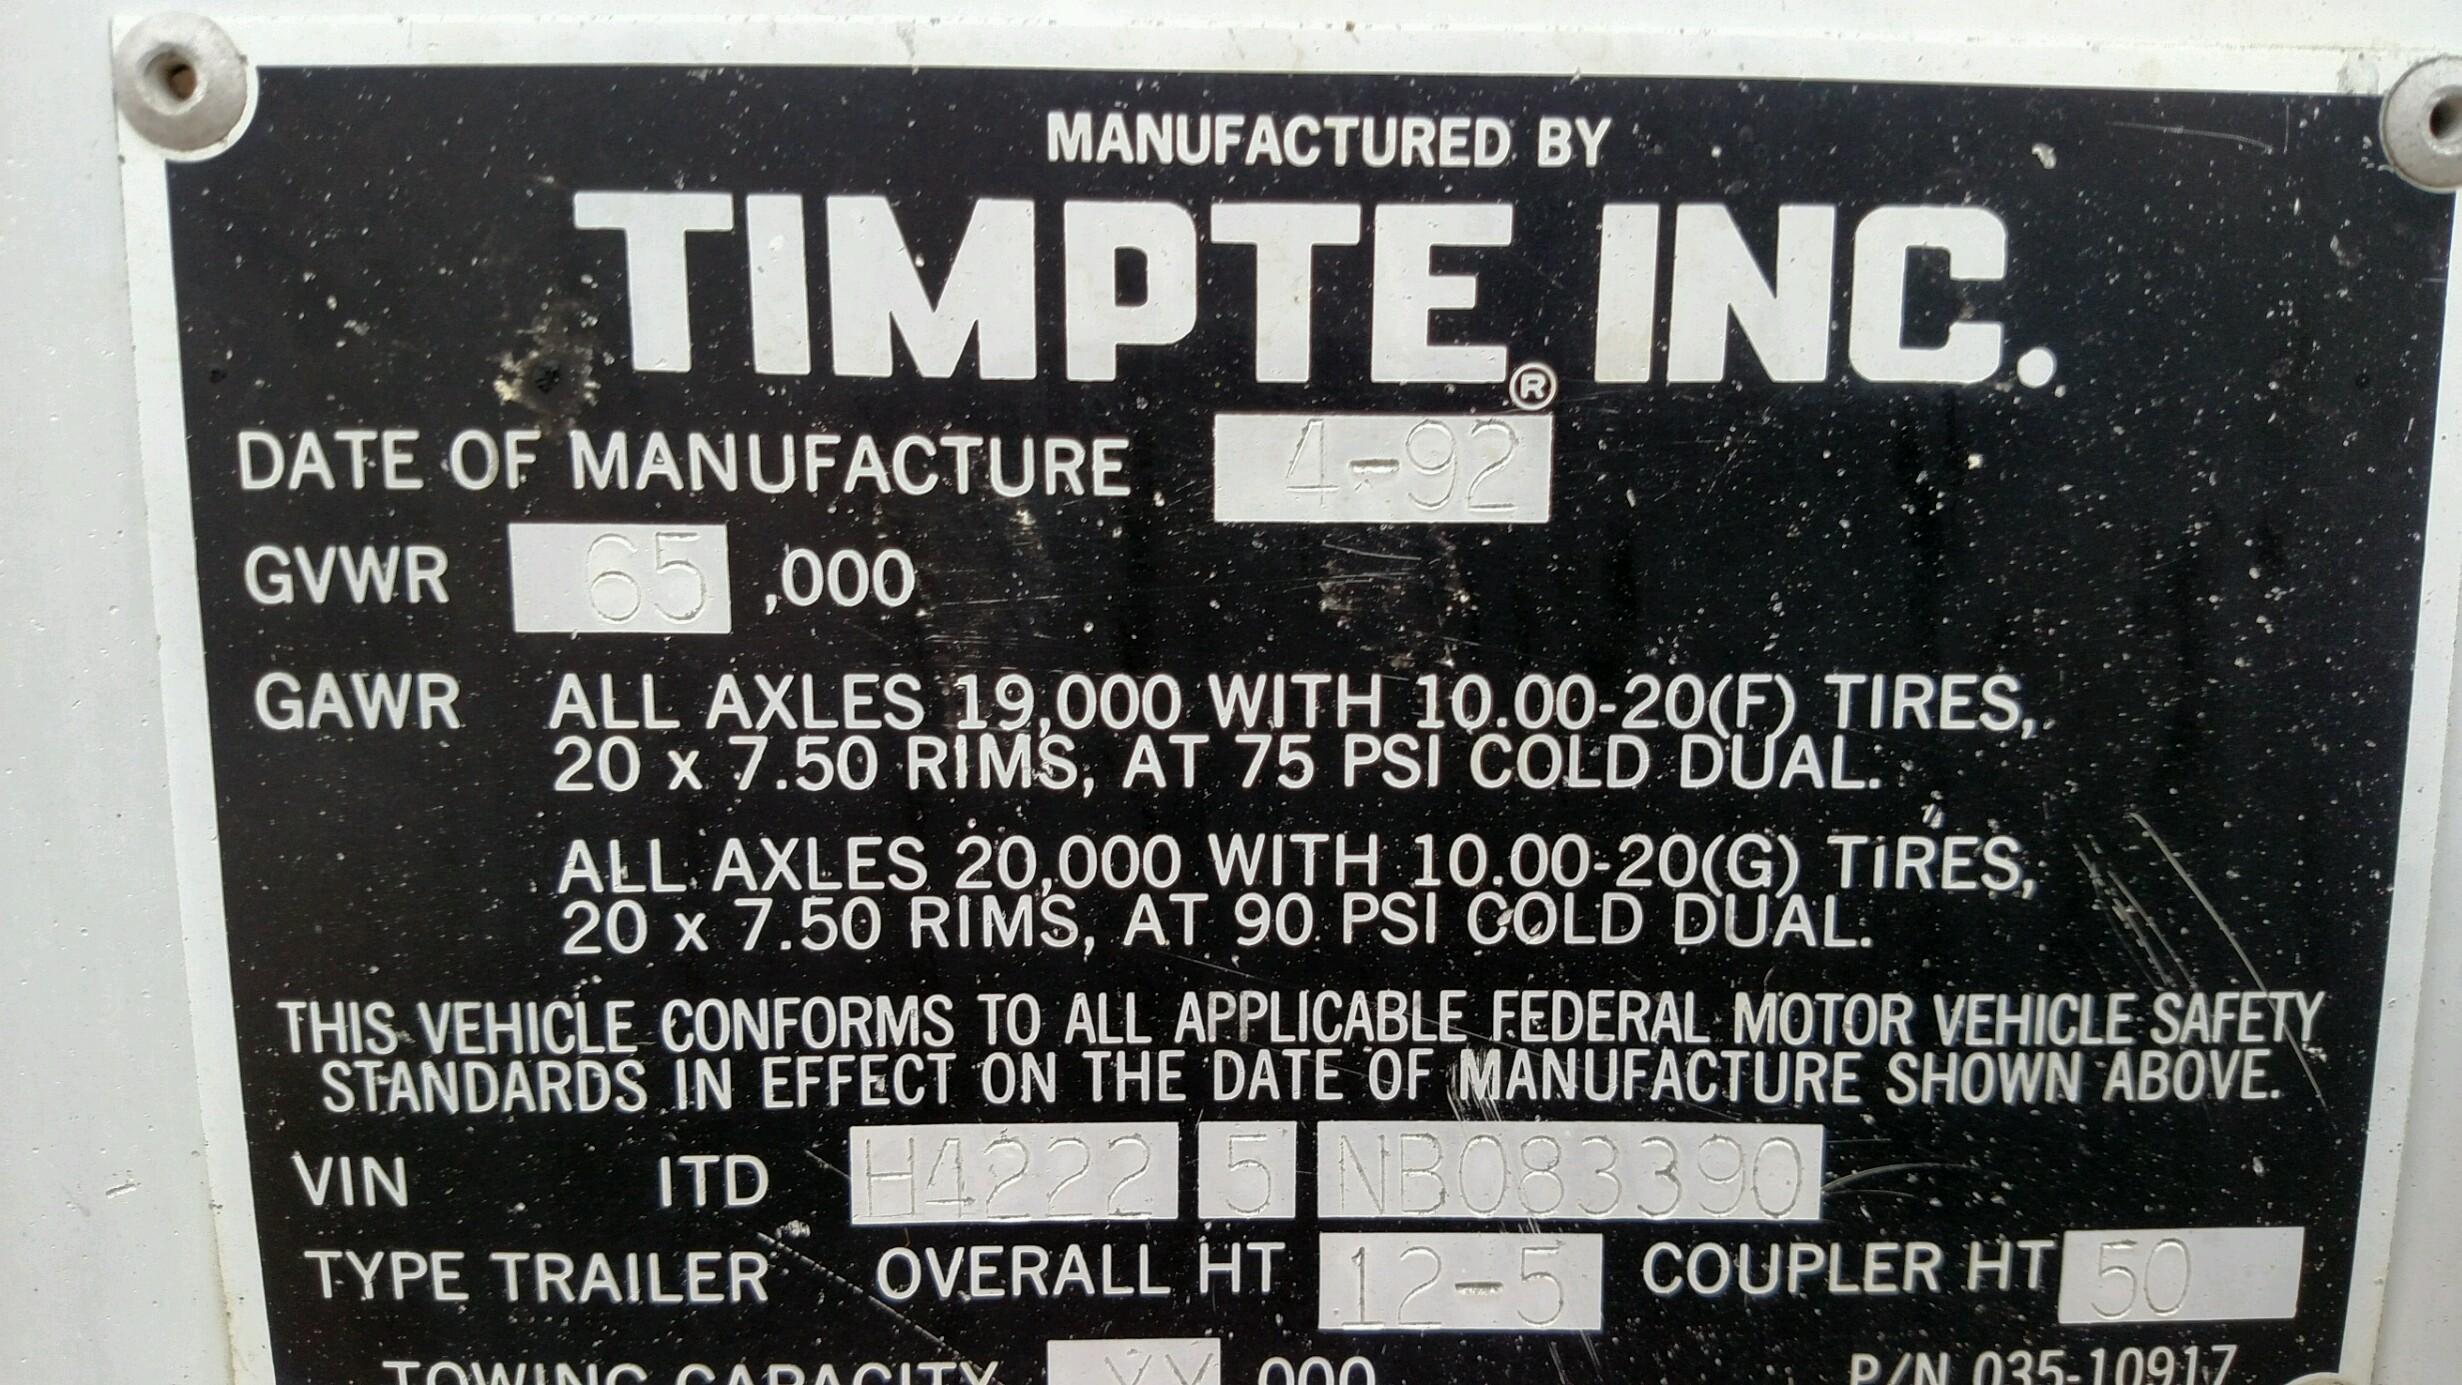 MANUFACTURED BY
TIMPTE® INC.
DATE OF MANUFACTURE 4-92
GVWR 65 ,000
GAWR ALL AXLES 19,000 WITH 10.00-20(F) TIRES,
20 x 7.50 RIMS, AT 75 PSI COLD DUAL.
ALL AXLES 20,000 WITH 10.00-20(G) TIRES,
20 x 7.50 RIMS, AT 90 PSI COLD DUAL.
THIS VEHICLE CONFORMS TO ALL APPLICABLE FEDERAL MOTOR VEHICLE SAFETY
STANDARDS IN EFFECT ON THE DATE OF MANUFACTURE SHOWN ABOVE.
VIN ITD H4222 5 NB083390
TYPE TRAILER OVERALL HT 12-5 COUPLER HT 50
TOWING CAPACITY XX ,000 P/N 035-10917